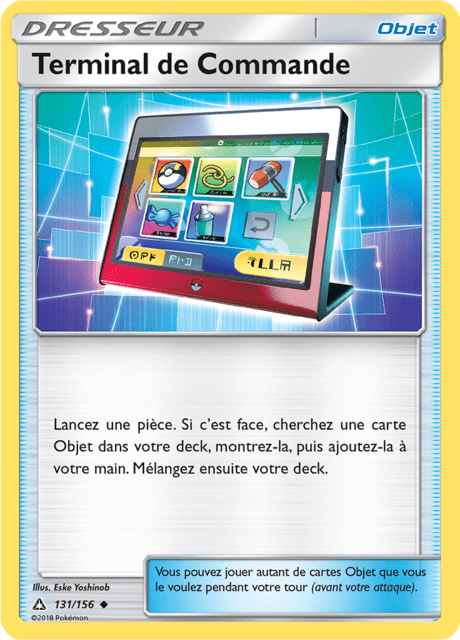 DRESSEUR
Objet
Terminal de Commande
Lancez une pièce. Si c'est face, cherchez une carte
Objet dans votre deck, montrez-la, puis ajoutez-la à
votre main. Mélangez ensuite votre deck.
Vous pouvez jouer autant de cartes Objet que vous
le voulez pendant votre tour (avant votre attaque).
Illus. Eske Yoshinob
131/156
©2018 Pokémon